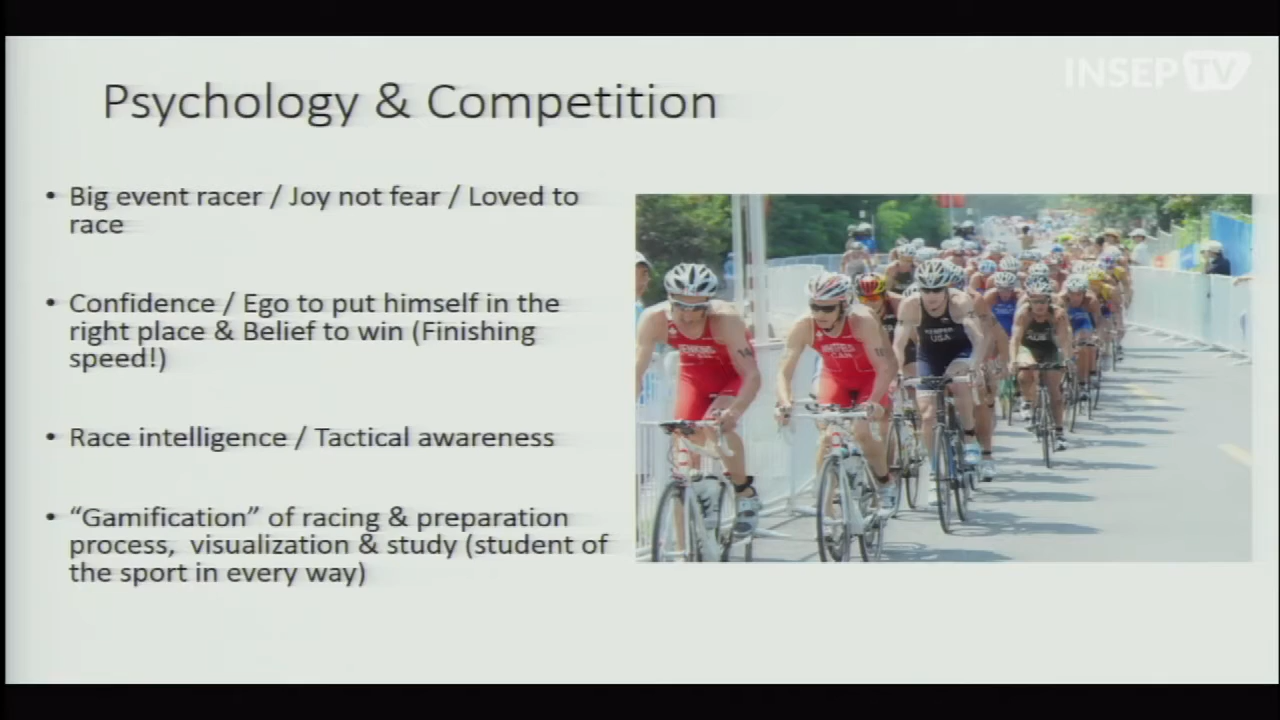 INSEP TV
Psychology & Competition
• Big event racer / Joy not fear / Loved to
race
• Confidence / Ego to put himself in the
right place & Belief to win (Finishing
speed!)
• Race intelligence / Tactical awareness
• “Gamification” of racing & preparation
process, visualization & study (student of
the sport in every way)
CAN
USA